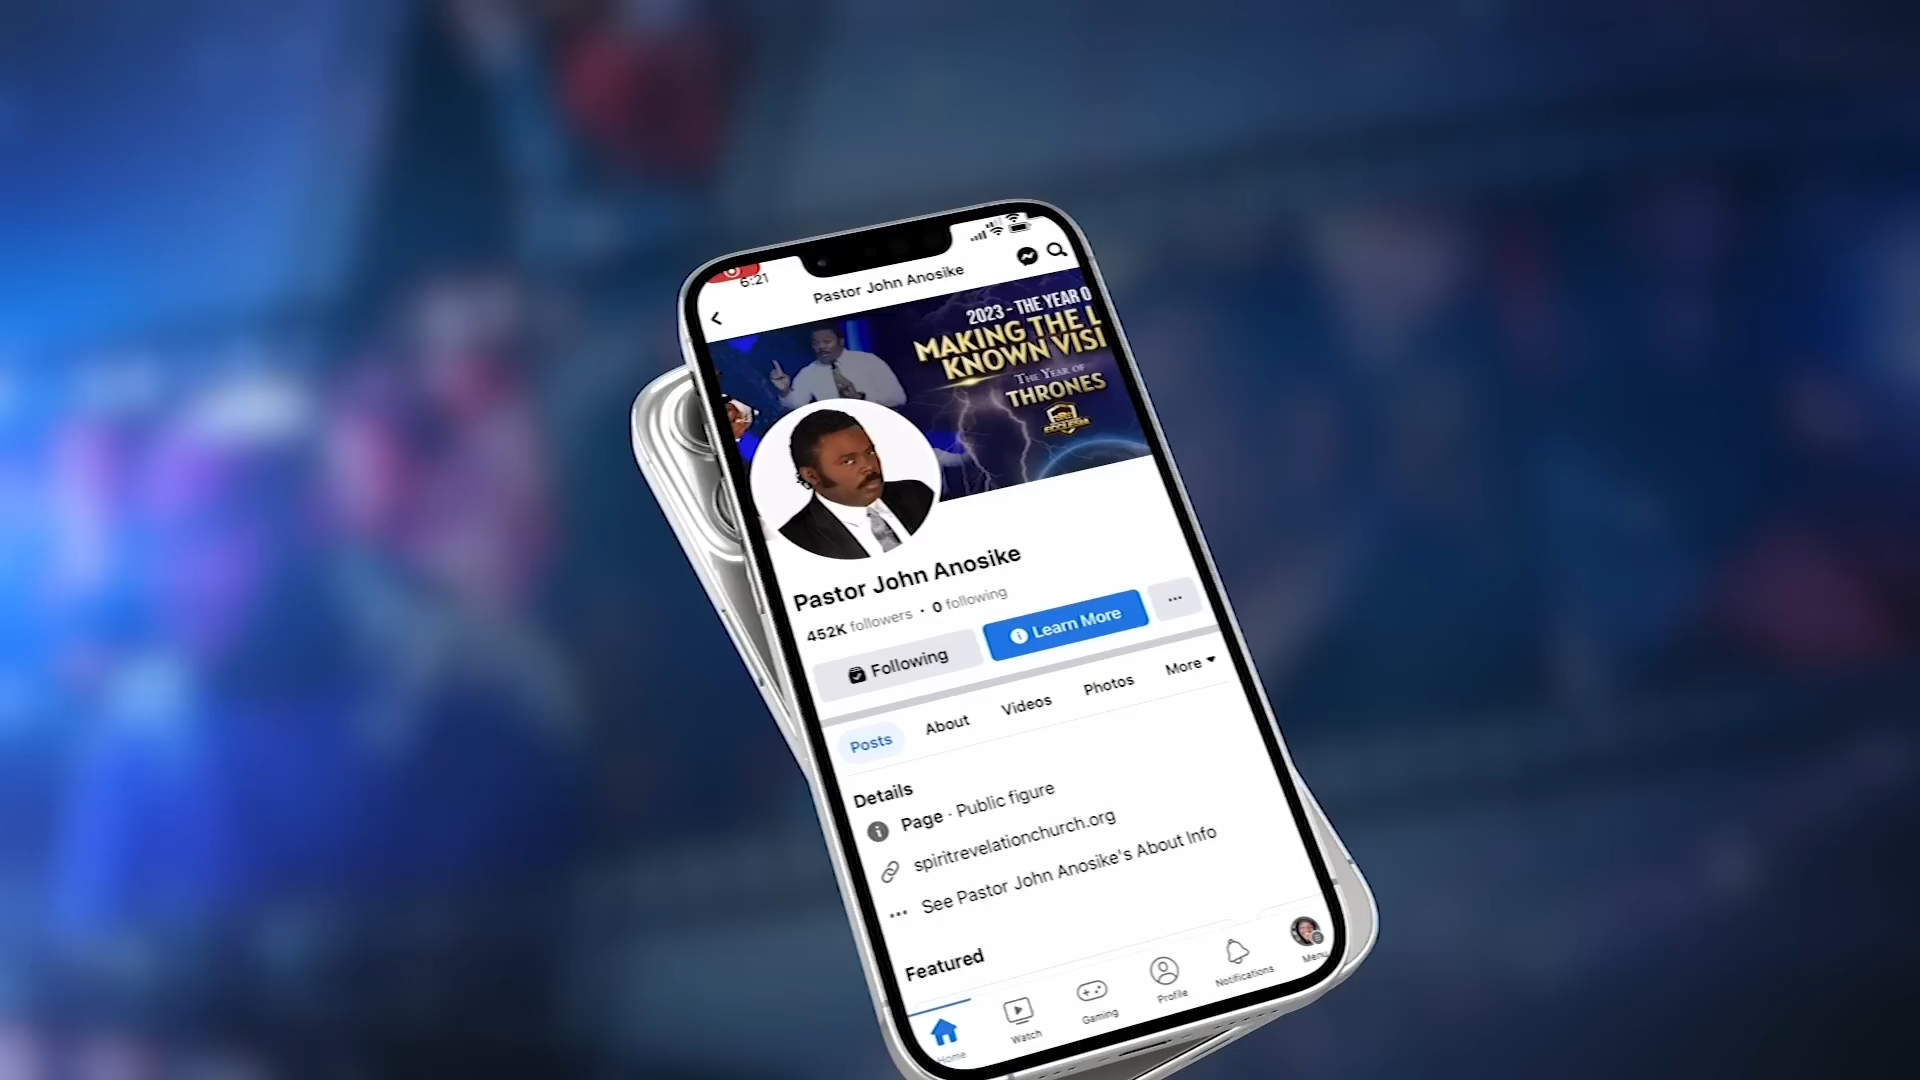 6:21
Pastor John Anosike
2023 - THE YEAR O
MAKING THE L
KNOWN VISI
THE YEAR OF
THRONES
ECCLESIA
Pastor John Anosike
452K followers · 0 following
Following
Learn More
Posts
About
Videos
Photos
More
Details
Page · Public figure
spiritrevelationchurch.org
See Pastor John Anosike's About Info
Featured
Home
Watch
Gaming
Profile
Notifications
Menu